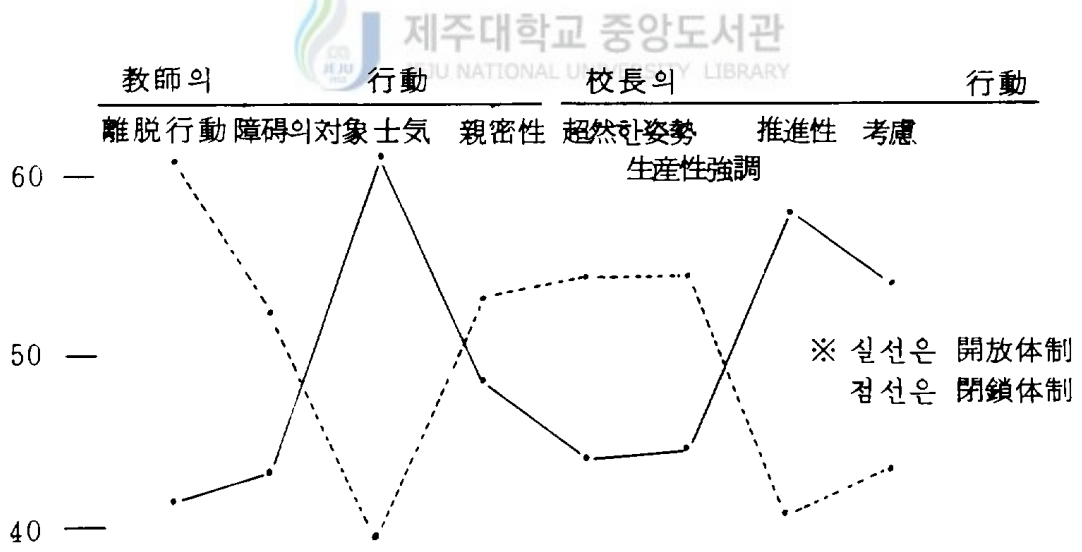 제주대학교 중앙도서관
JEJU NATIONAL UNIVERSITY LIBRARY
JEJU
教師의 行動 校長의 行動
離脱行動 障碍의対象 士気 親密性 超然한姿勢 推進性 考慮
生産性強調
60
50
※ 실선은 開放体制
점선은 閉鎖体制
40